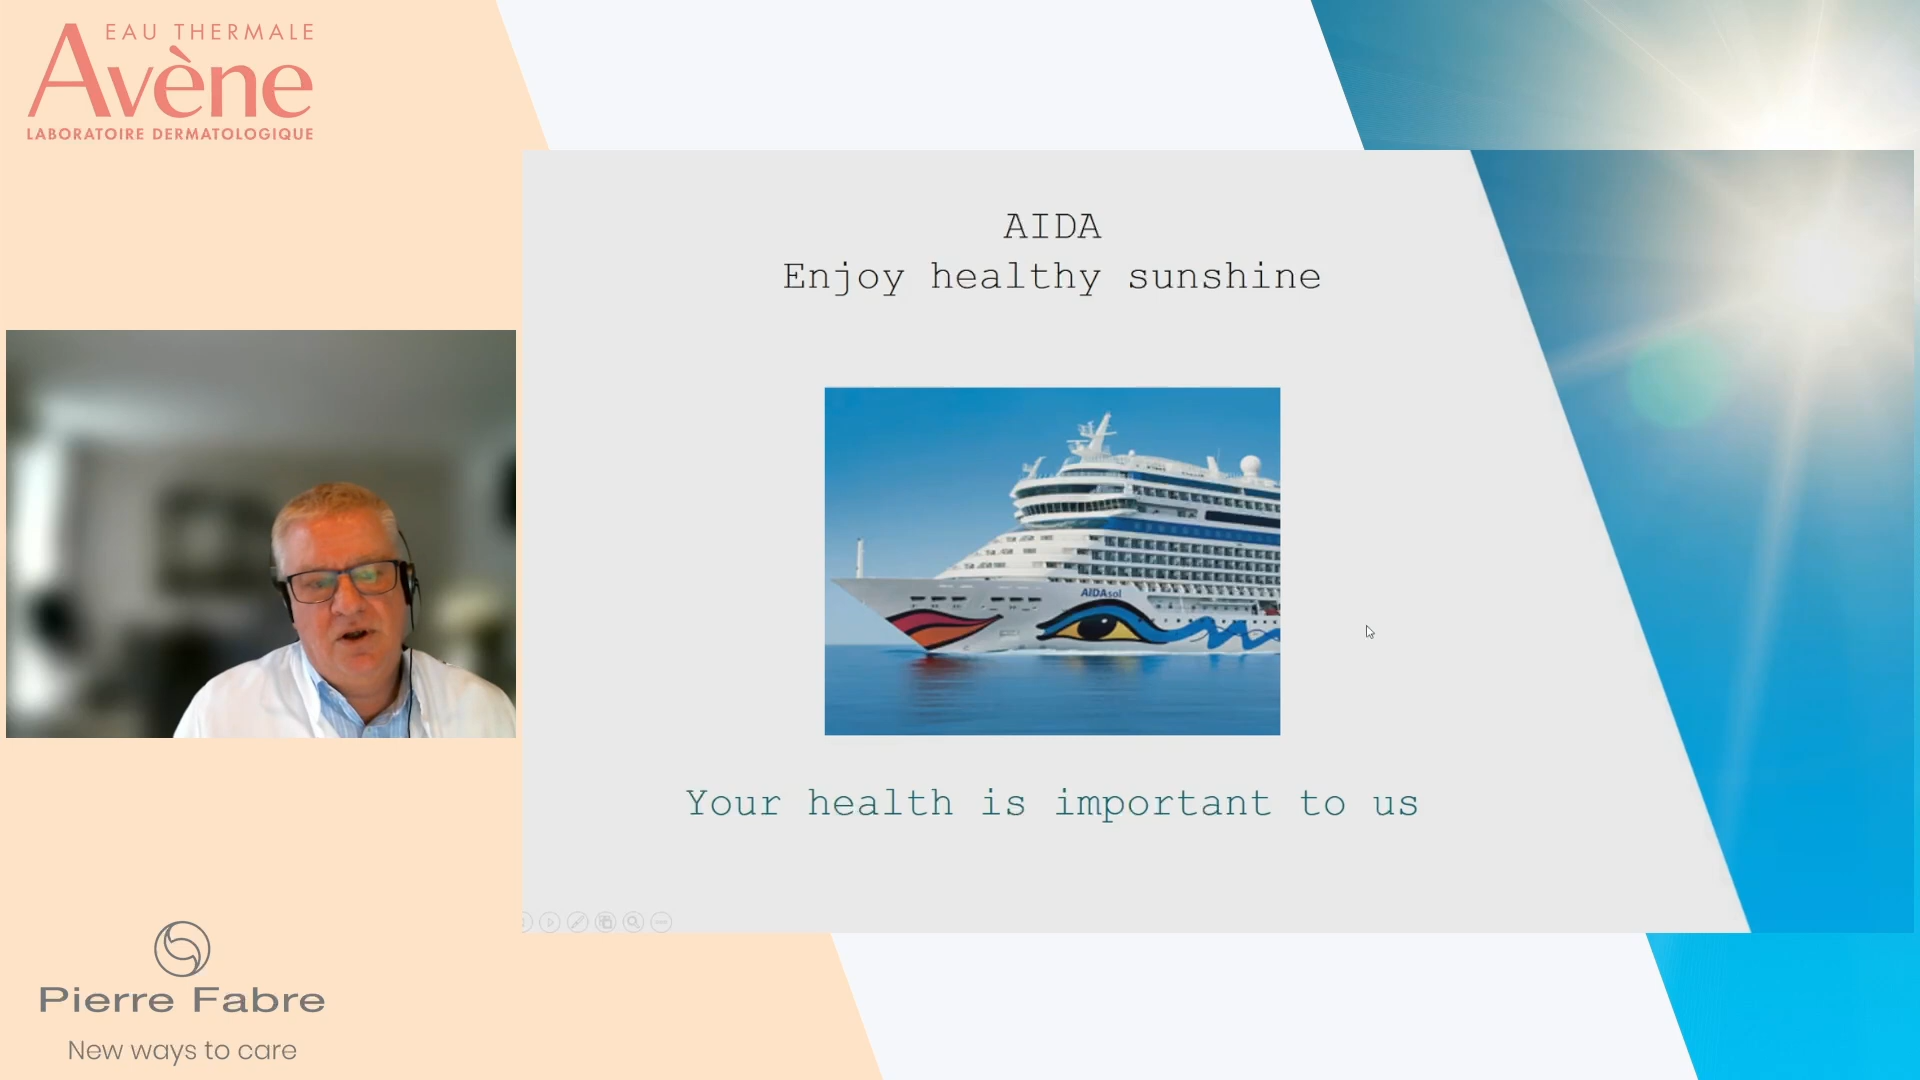 EAU THERMALE
Avène
LABORATOIRE DERMATOLOGIQUE
AIDA
Enjoy healthy sunshine
AIDAsol
Your health is important to us
Pierre Fabre
New ways to care